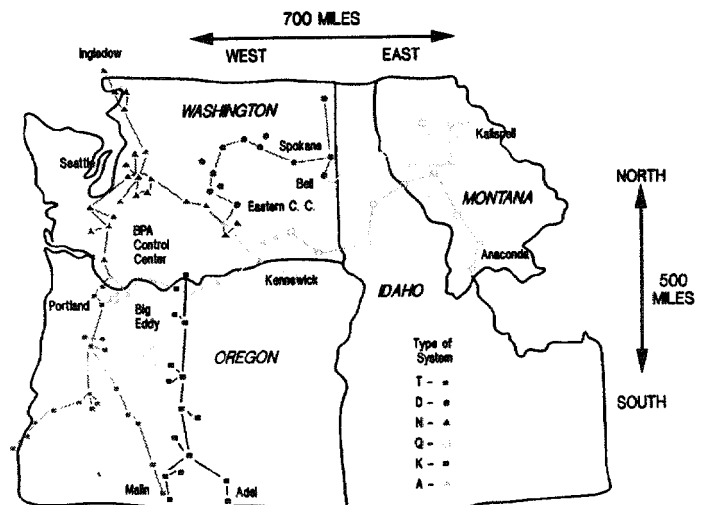 700 MILES
WEST EAST
Ingledow
WASHINGTON
Spokane
Kalispell
Seattle
Bell
NORTH
Eastern C. C.
MONTANA
BPA
Control
Center
Anaconda
Kennewick
IDAHO
500
MILES
Portland
Big
Eddy
OREGON
Type of
System
T -
D -
N -
Q -
K -
A -
SOUTH
Malin
Adel